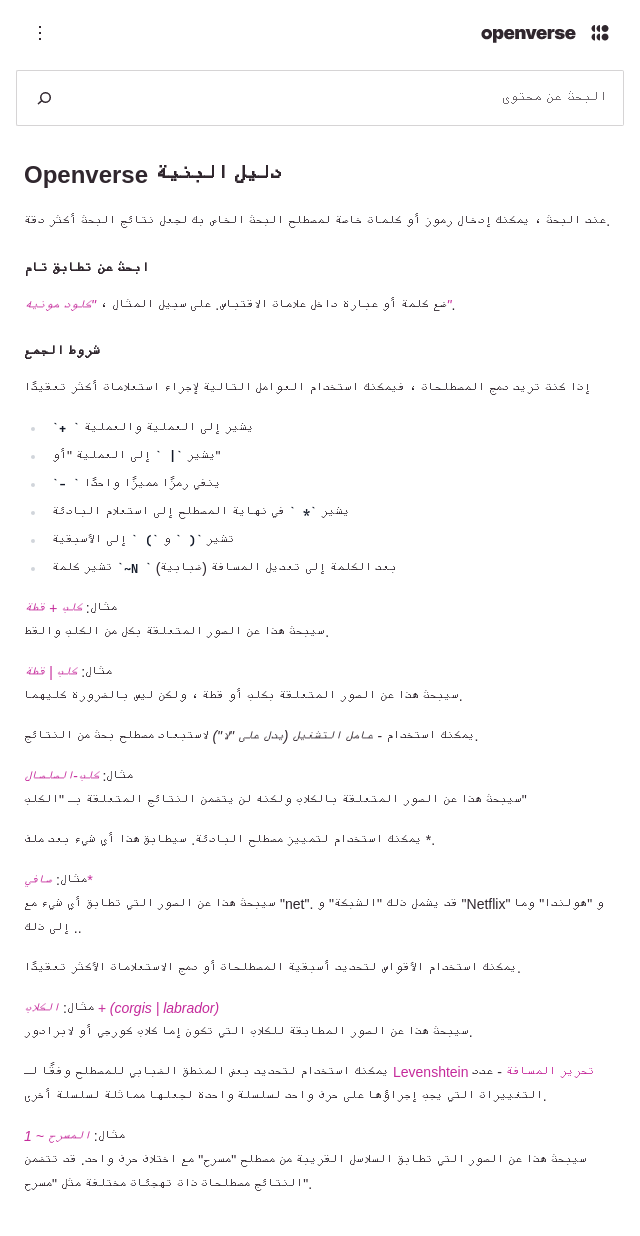 openverse
البحث عن محتوى
دليل البنية Openverse
عند البحث ، يمكنك إدخال رموز أو كلمات خاصة لمصطلح البحث الخاص بك لجعل نتائج البحث أكثر دقة.
ابحث عن تطابق تام
ضع كلمة أو عبارة داخل علامات الاقتباس. على سبيل المثال ، "كلود مونيه".
شروط الجمع
إذا كنت تريد دمج المصطلحات ، فيمكنك استخدام العوامل التالية لإجراء استعلامات أكثر تعقيدًا
يشير إلى العملية والعملية ` +`
يشير `| ` إلى العملية "أو"
ينفي رمزًا مميزًا واحدًا ` -`
يشير `* ` في نهاية المصطلح إلى استعلام البادئة
تشير `( ` و `) ` إلى الأسبقية
بعد الكلمة إلى تعديل المسافة (ضبابية) ` ~N` تشير كلمة
مثال: كلب + قطة
سيبحث هذا عن الصور المتعلقة بكل من الكلب والقط.
مثال: كلب | قطة
سيبحث هذا عن الصور المتعلقة بكلب أو قطة ، ولكن ليس بالضرورة كليهما.
يمكنك استخدام - عامل التشغيل (يدل على "لا") لاستبعاد مصطلح بحث من النتائج.
مثال: كلب-السلسال
سيبحث هذا عن الصور المتعلقة بالكلاب ولكنه لن يتضمن النتائج المتعلقة بـ "الكلب"
* يمكنك استخدام لتمييز مصطلح البادئة. سيطابق هذا أي شيء بعد ملف.
مثال: سافي*
سيبحث هذا عن الصور التي تطابق أي شيء مع "net". قد يشمل ذلك "الشبكة" و "Netflix" و "هولندا" وما
إلى ذلك ..
يمكنك استخدام الأقواس لتحديد أسبقية المصطلحات أو دمج الاستعلامات الأكثر تعقيدًا.
مثال: الكلاب + (corgis | labrador)
سيبحث هذا عن الصور المطابقة للكلاب التي تكون إما كلاب كورجي أو لابرادور.
يمكنك استخدام لتحديد بعض المنطق الضبابي للمصطلح وفقًا لـ Levenshtein تحرير المسافة - عدد
التغييرات التي يجب إجراؤها على حرف واحد لسلسلة واحدة لجعلها مماثلة لسلسلة أخرى.
مثال: المسرح ~ 1
سيبحث هذا عن الصور التي تطابق السلاسل القريبة من مصطلح "مسرح" مع اختلاف حرف واحد. قد تتضمن
النتائج مصطلحات ذات تهجئات مختلفة مثل "مسرح".